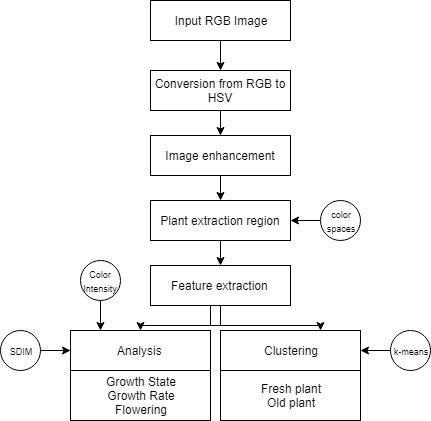 Input RGB Image
Conversion from RGB to
HSV
Image enhancement
Plant extraction region
color
spaces
Feature extraction
Color
Intensity
SDIM
Analysis
Growth State
Growth Rate
Flowering
Clustering
Fresh plant
Old plant
k-means